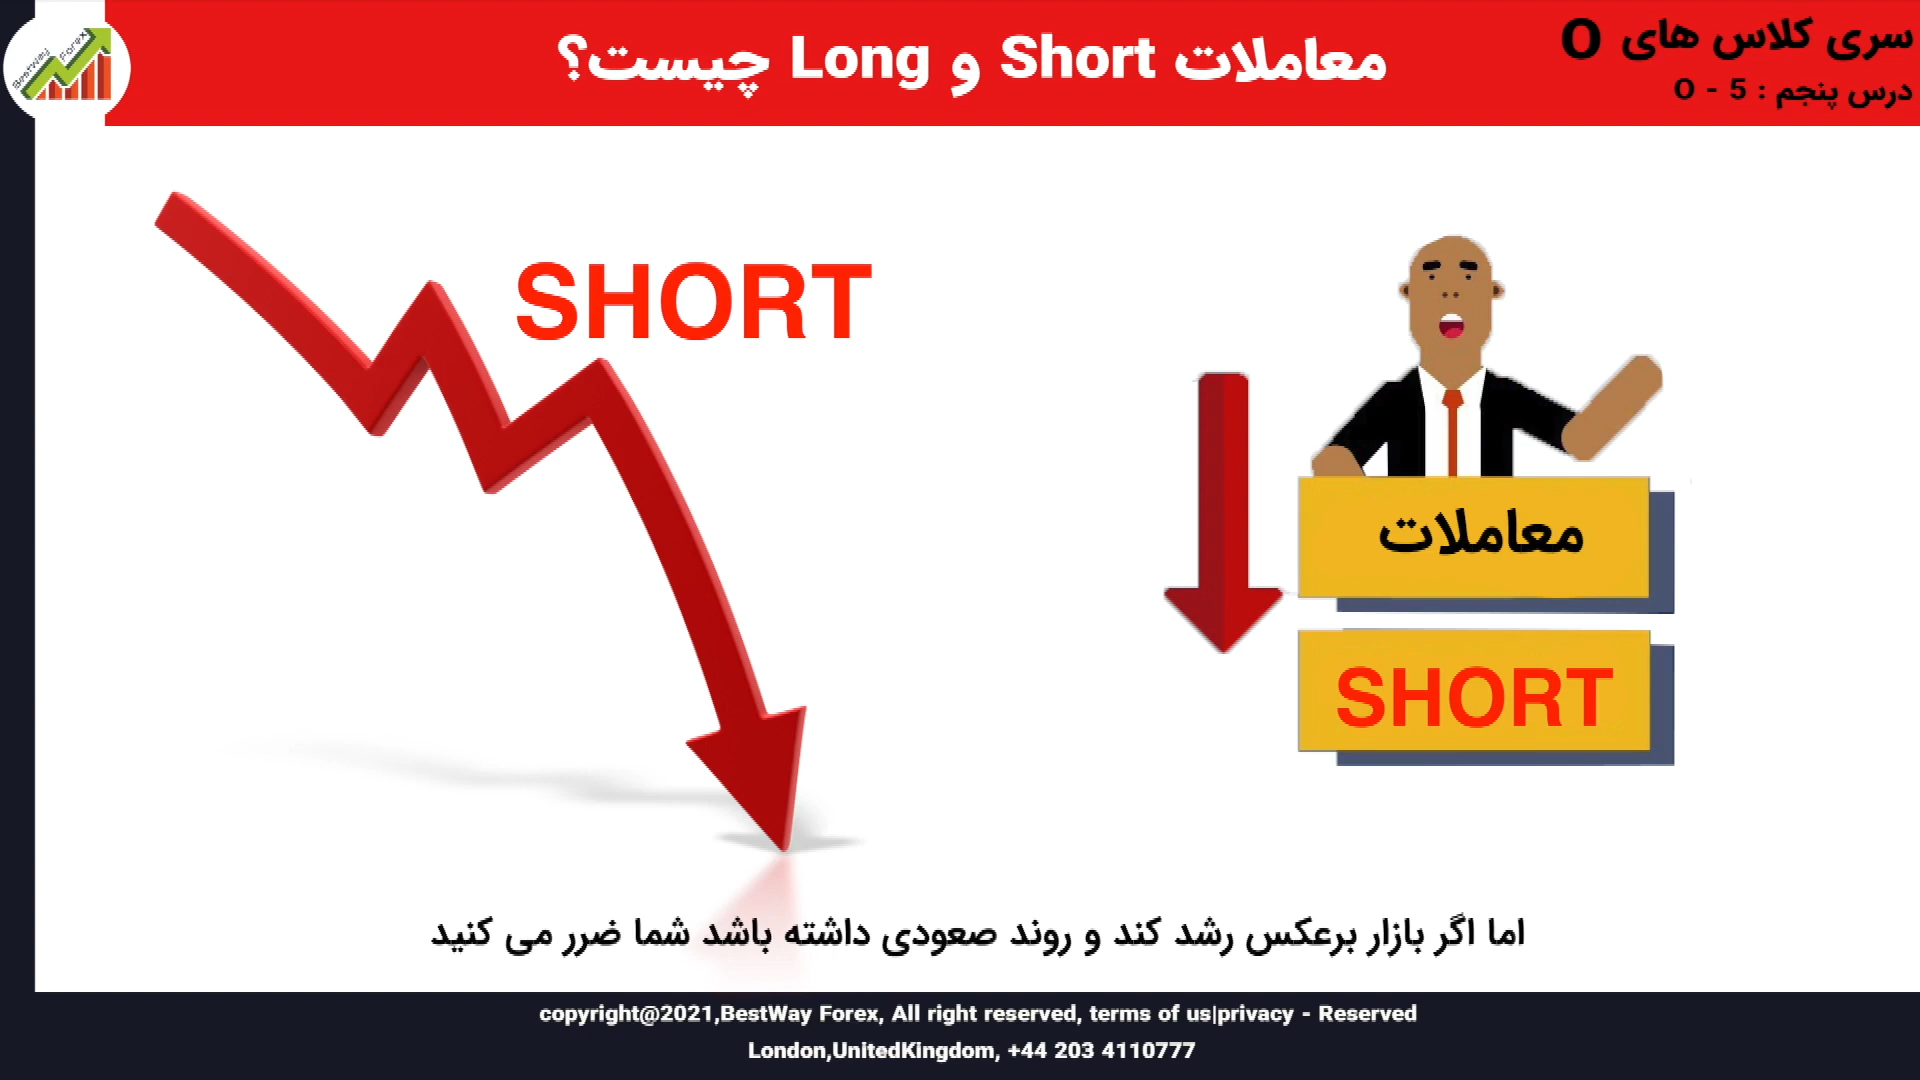 معاملات Short و Long چیست؟
سری کلاس های O
درس پنجم : O - 5
BestWay Forex
SHORT
معاملات
SHORT
اما اگر بازار برعکس رشد کند و روند صعودی داشته باشد شما ضرر می کنید
copyright@2021,BestWay Forex, All right reserved, terms of us|privacy - Reserved
London,UnitedKingdom, +44 203 4110777